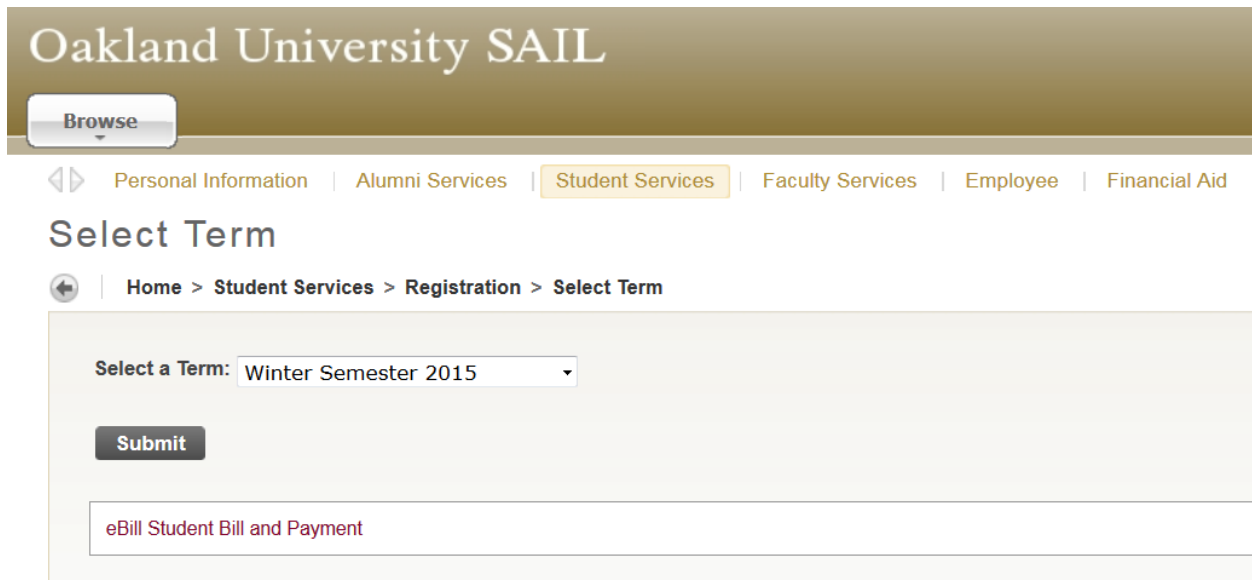 Oakland University SAIL
Browse
Personal Information | Alumni Services | Student Services | Faculty Services | Employee | Financial Aid
Select Term
Home > Student Services > Registration > Select Term
Select a Term: Winter Semester 2015
Submit
eBill Student Bill and Payment